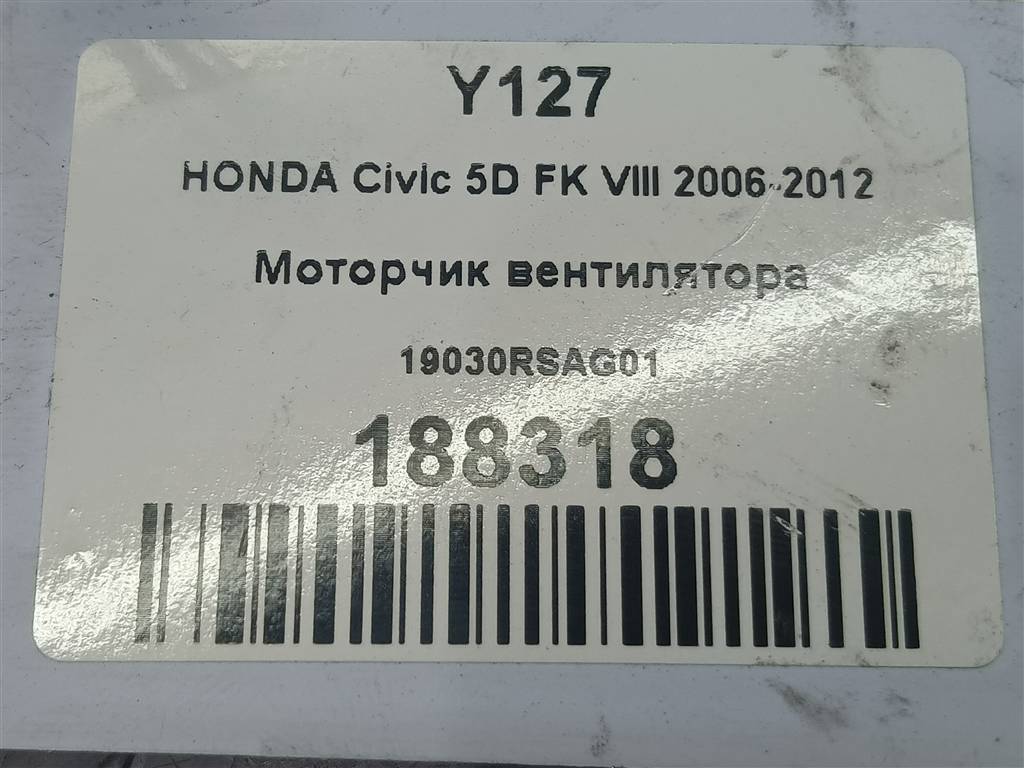 Y127
HONDA Civic 5D FK VIII 2006-2012
Моторчик вентилятора
19030RSAG01
188318